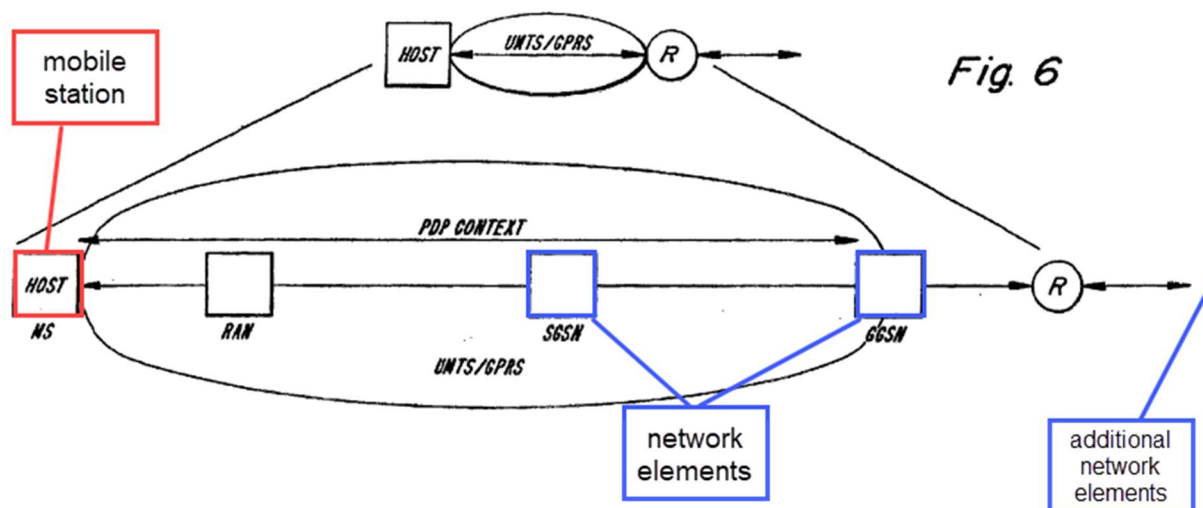 HOST
UMTS/GPRS
R
Fig. 6
mobile
station
PDP CONTEXT
HOST
R
MS
RAN
SGSN
GGSN
UMTS/GPRS
network
elements
additional
network
elements